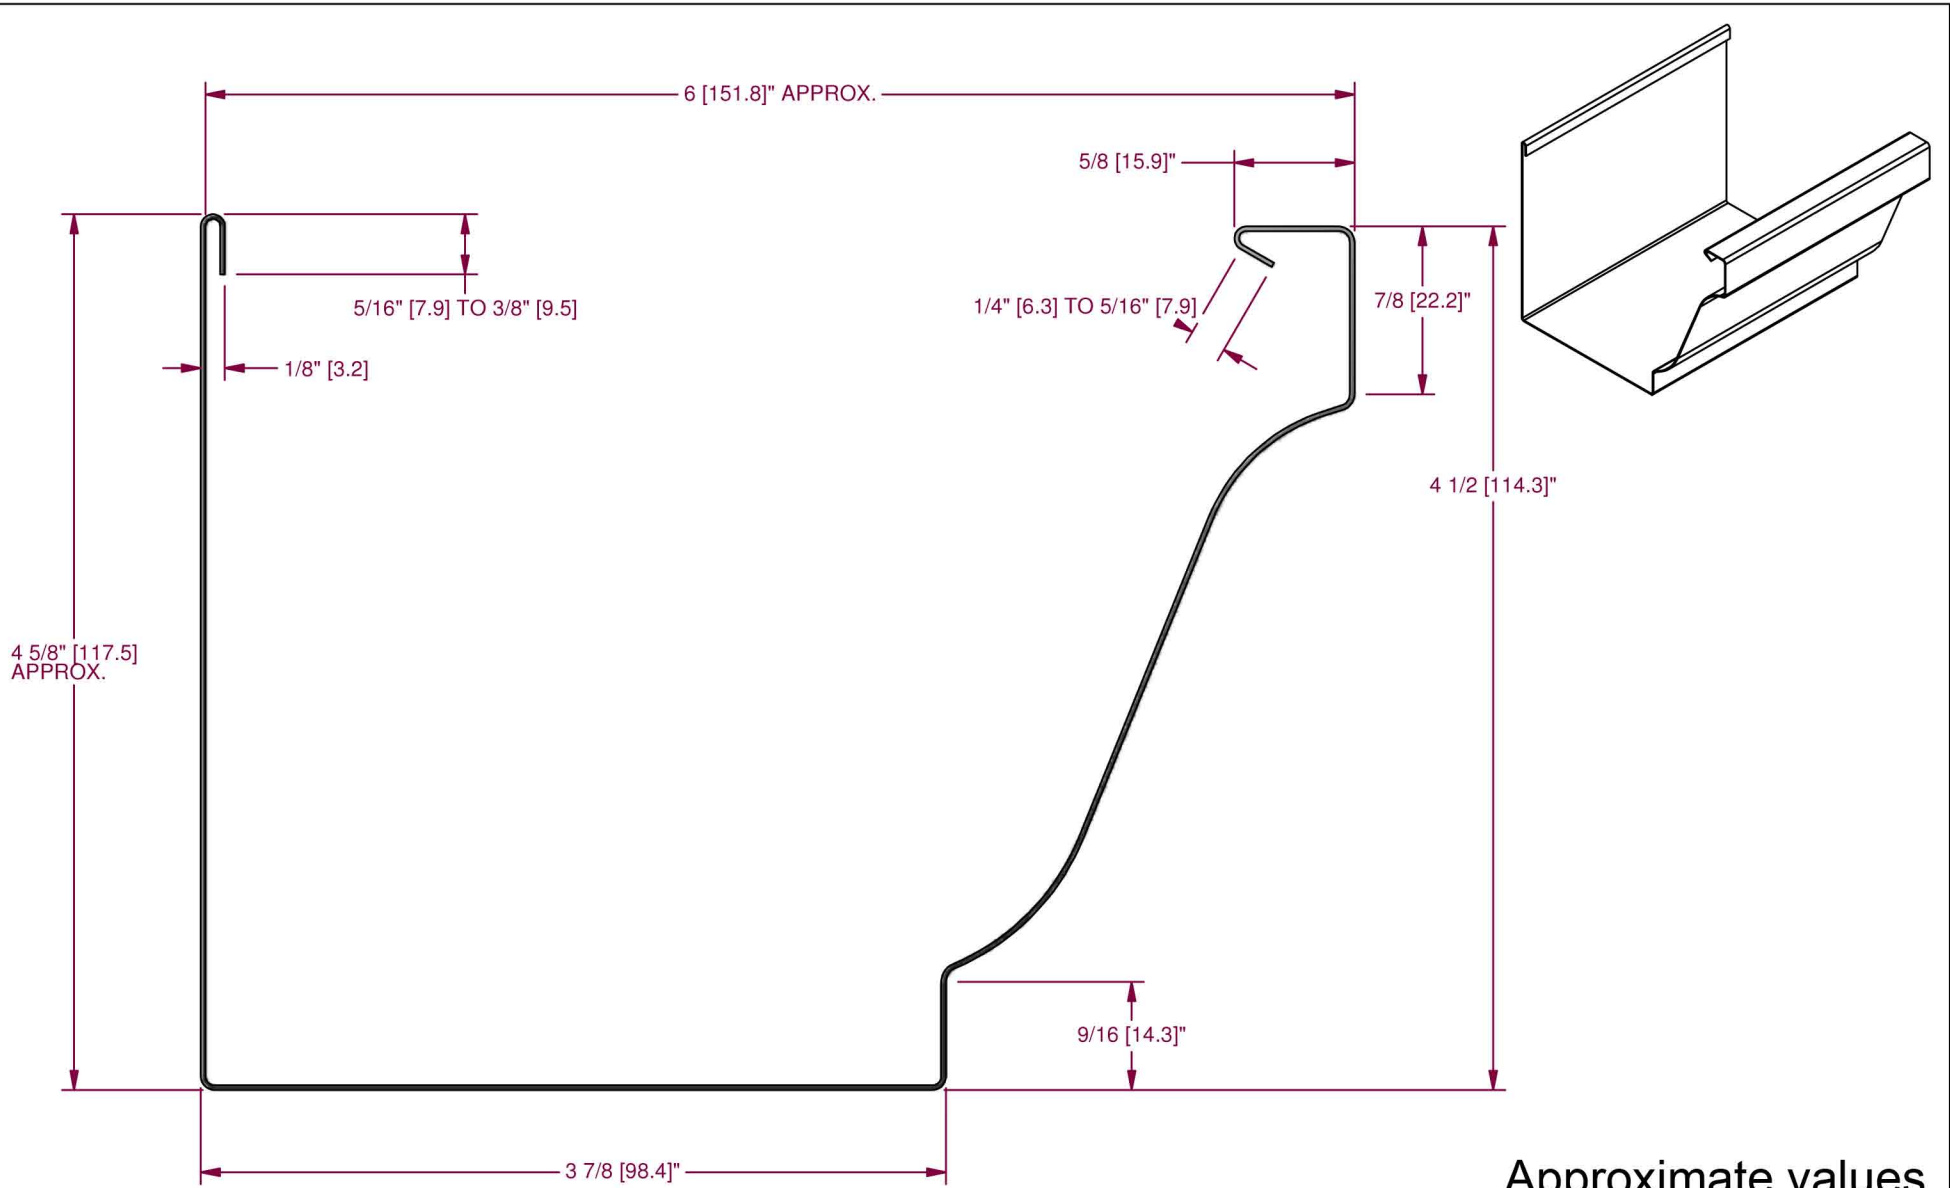 6 [151.8]" APPROX.
5/8 [15.9]"
5/16" [7.9] TO 3/8" [9.5]
1/4" [6.3] TO 5/16" [7.9]
7/8 [22.2]"
1/8" [3.2]
4 1/2 [114.3]"
4 5/8" [117.5]
APPROX.
9/16 [14.3]"
3 7/8 [98.4]"
Approximate values